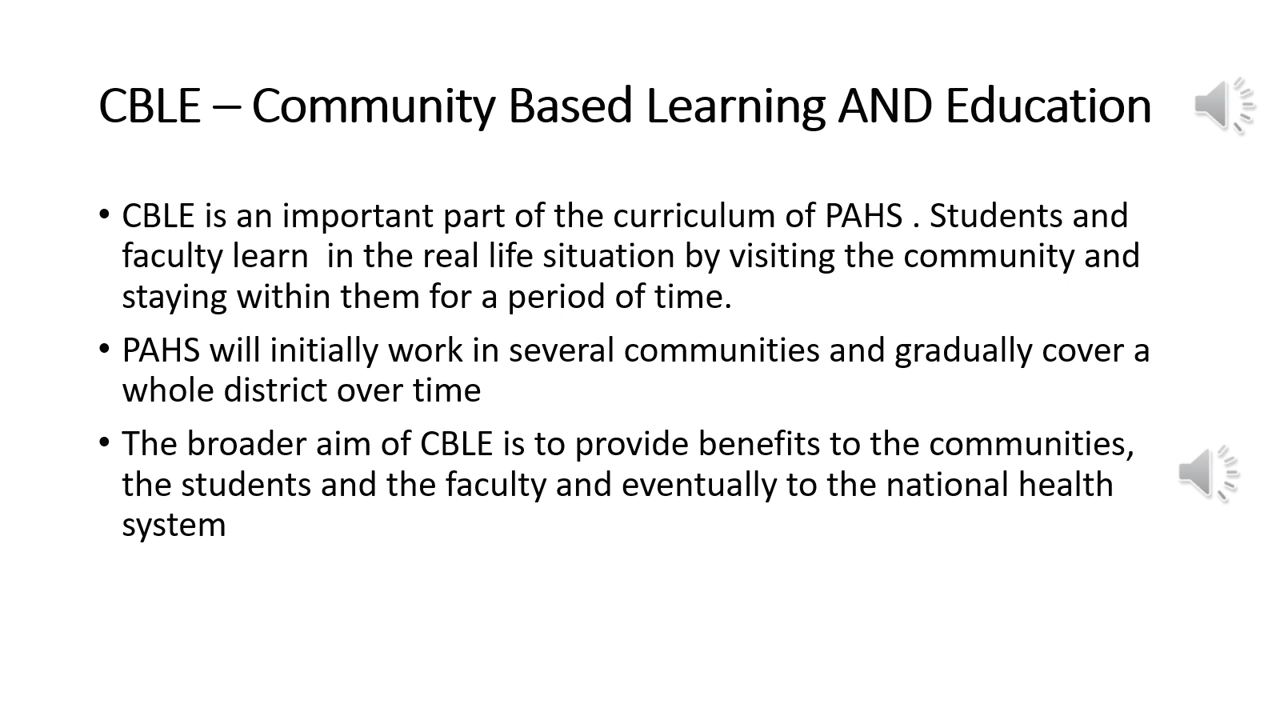 CBLE – Community Based Learning AND Education
• CBLE is an important part of the curriculum of PAHS . Students and
faculty learn  in the real life situation by visiting the community and
staying within them for a period of time.
• PAHS will initially work in several communities and gradually cover a
whole district over time
• The broader aim of CBLE is to provide benefits to the communities,
the students and the faculty and eventually to the national health
system